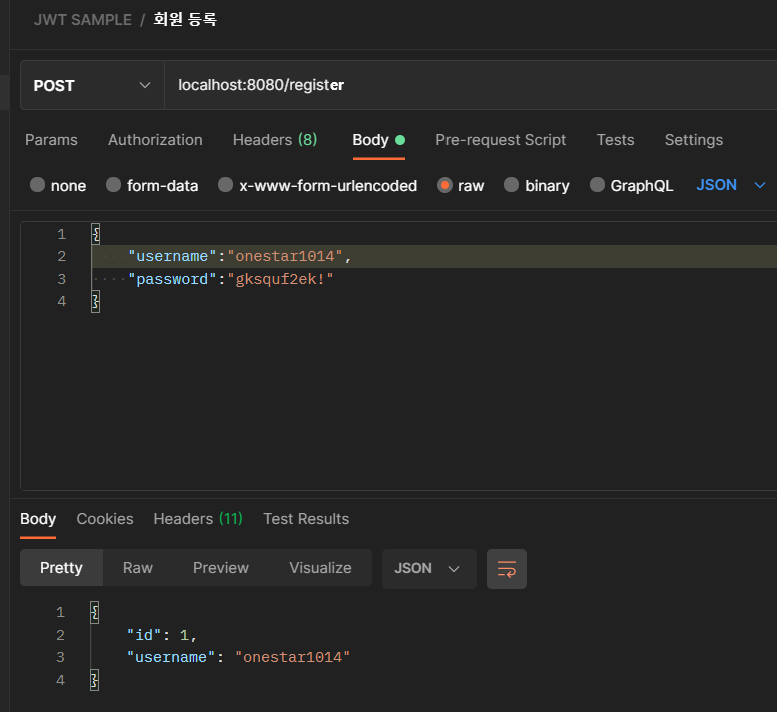 JWT SAMPLE / 회원 등록
POST localhost:8080/register
Params Authorization Headers (8) Body Pre-request Script Tests Settings
none form-data x-www-form-urlencoded raw binary GraphQL JSON
1 {
2 "username":"onestar1014",
3 "password":"gksquf2ek!"
4 }
Body Cookies Headers (11) Test Results
Pretty Raw Preview Visualize JSON
1 {
2 "id": 1,
3 "username": "onestar1014"
4 }